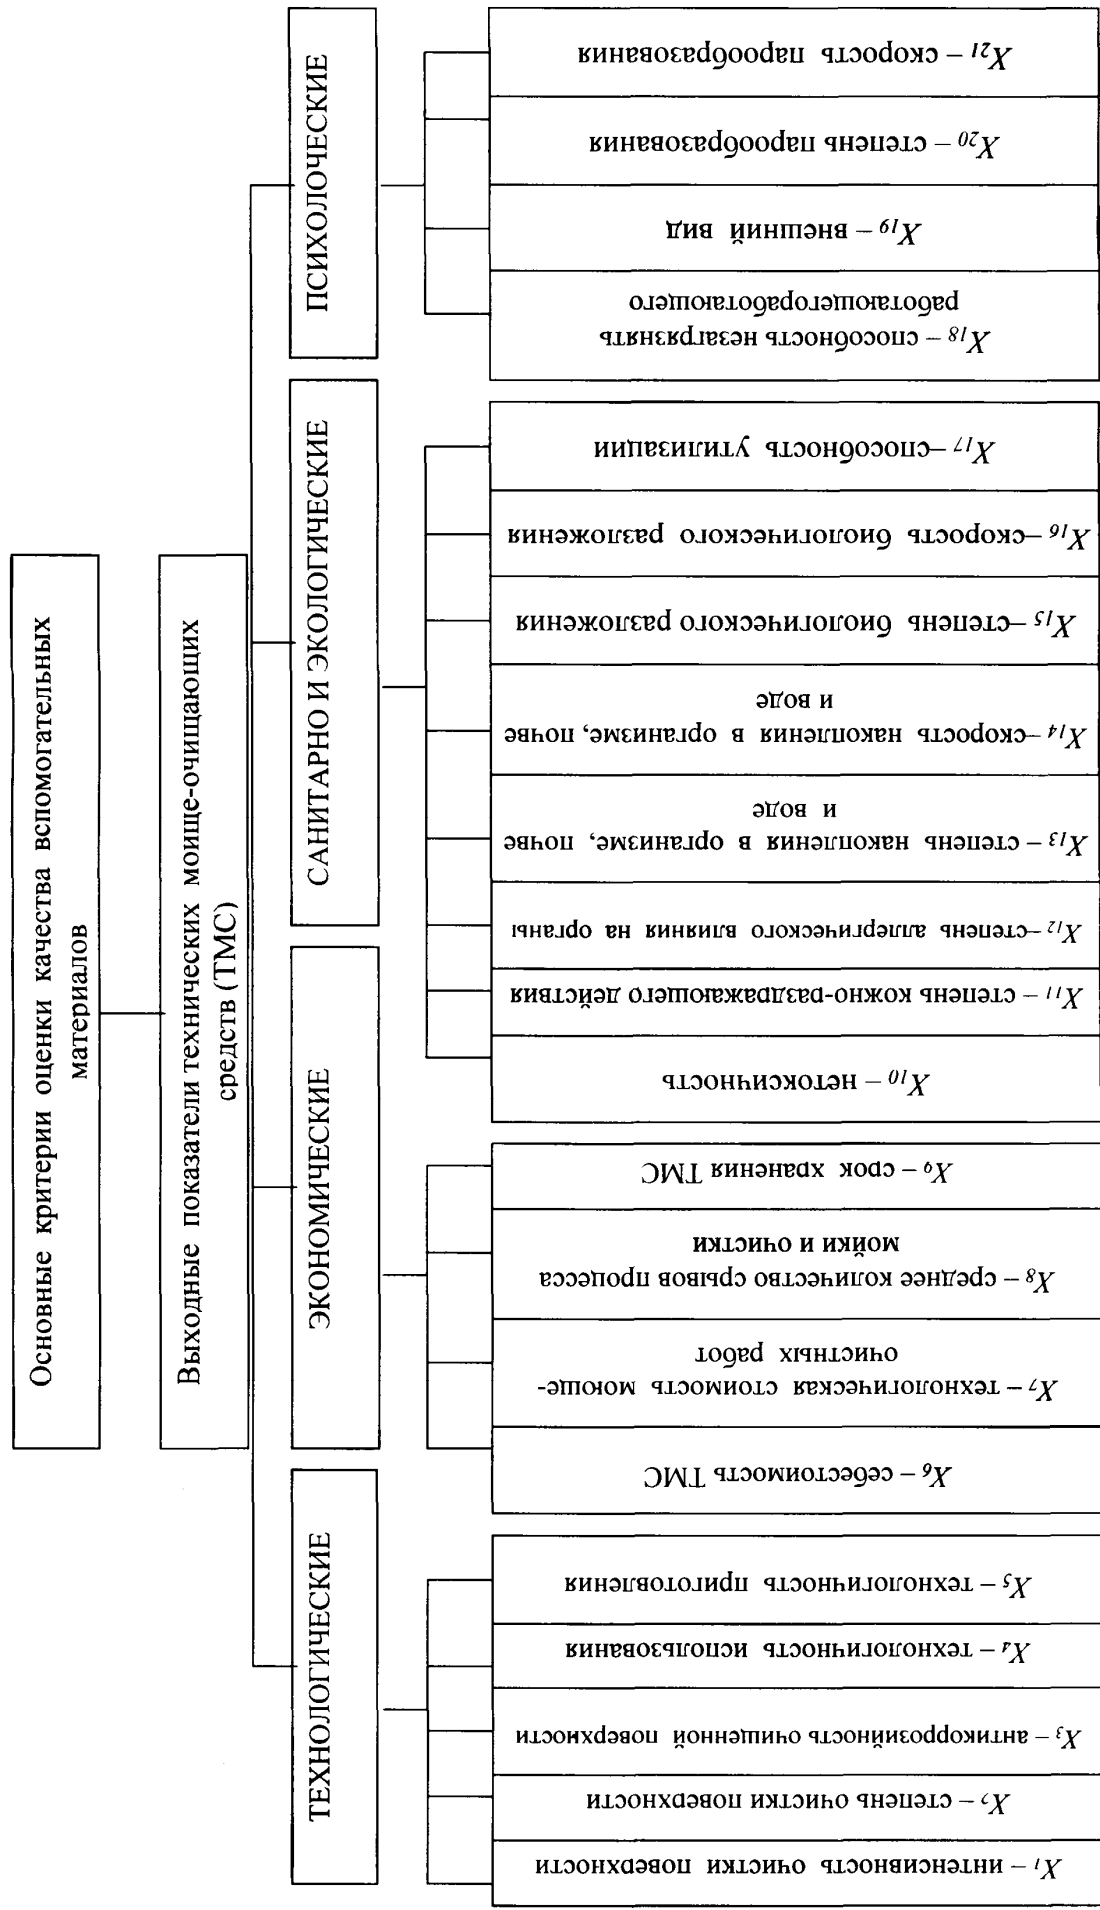 Основные критерии оценки качества вспомогательных
материалов
Выходные показатели технических моище-очищающих
средств (ТМС)
ТЕХНОЛОГИЧЕСКИЕ
ЭКОНОМИЧЕСКИЕ
САНИТАРНО И ЭКОЛОГИЧЕСКИЕ
ПСИХОЛОЧЕСКИЕ
X1 – интенсивность очистки поверхности
X2 – степень очистки поверхности
X3 – антикоррозийность очищенной поверхности
X4 – технологичность использования
X5 – технологичность приготовления
X6 – себестоимость ТМС
X7 – технологическая стоимость моюще-
очистных работ
X8 – среднее количество срывов процесса
мойки и очистки
X9 – срок хранения ТМС
X10 – нетоксичность
X11 – степень кожно-раздражающего действия
X12 –степень аллергического влияния на органы
X13 – степень накопления в организме, почве
и воде
X14 –скорость накопления в организме, почве
и воде
X15 –степень биологического разложения
X16 –скорость биологического разложения
X17 –способность утилизации
X18 – способность незагрязнять
работающегоработающего
X19 – внешний вид
X20 – степень парообразования
X21 – скорость парообразования